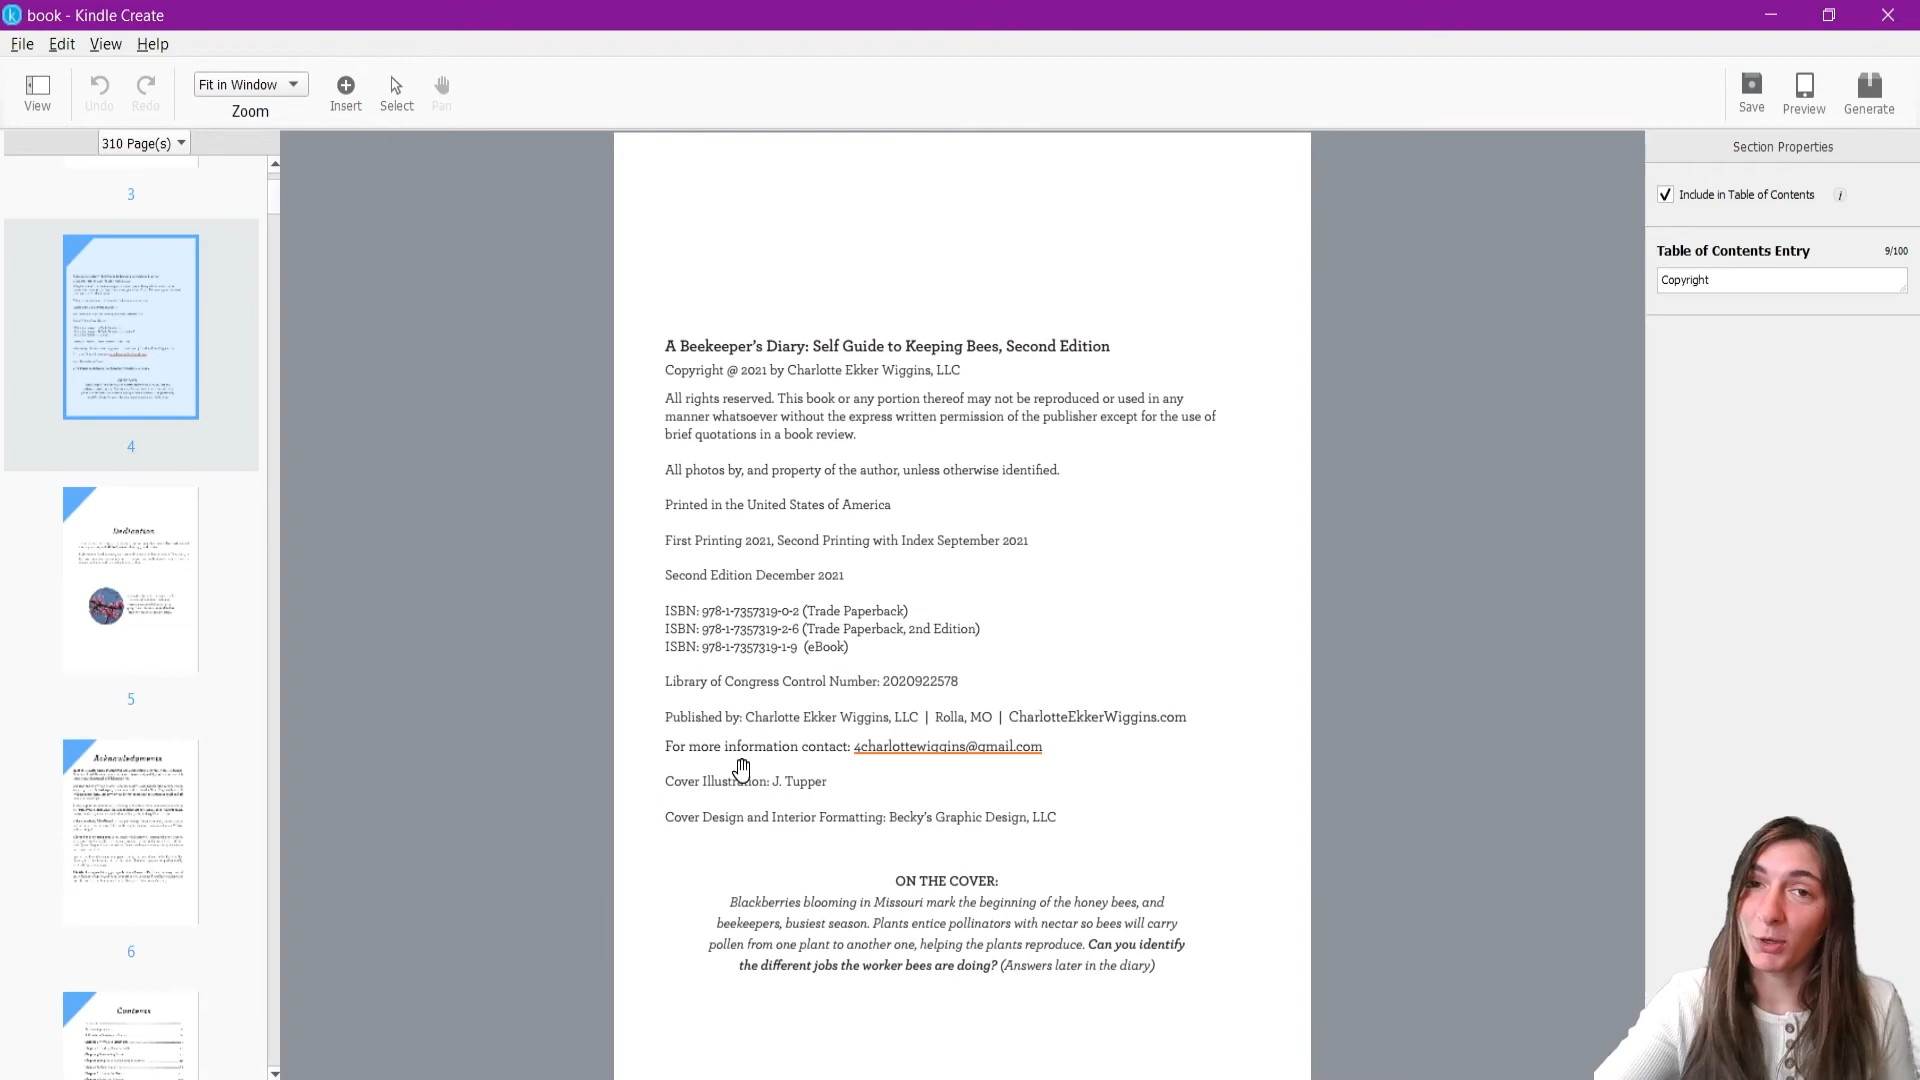 book - Kindle Create
File Edit View Help
View Undo Redo Fit in Window Zoom Insert Select Pan Save Preview Generate
310 Page(s)
3
4
Dedication
5
Acknowledgments
6
Contents
A Beekeeper's Diary: Self Guide to Keeping Bees, Second Edition
Copyright @ 2021 by Charlotte Ekker Wiggins, LLC
All rights reserved. This book or any portion thereof may not be reproduced or used in any
manner whatsoever without the express written permission of the publisher except for the use of
brief quotations in a book review.
All photos by, and property of the author, unless otherwise identified.
Printed in the United States of America
First Printing 2021, Second Printing with Index September 2021
Second Edition December 2021
ISBN: 978-1-7357319-0-2 (Trade Paperback)
ISBN: 978-1-7357319-2-6 (Trade Paperback, 2nd Edition)
ISBN: 978-1-7357319-1-9 (eBook)
Library of Congress Control Number: 2020922578
Published by: Charlotte Ekker Wiggins, LLC | Rolla, MO | CharlotteEkkerWiggins.com
For more information contact: 4charlottewiggins@gmail.com
Cover Illustration: J. Tupper
Cover Design and Interior Formatting: Becky's Graphic Design, LLC
ON THE COVER:
Blackberries blooming in Missouri mark the beginning of the honey bees, and
beekeepers, busiest season. Plants entice pollinators with nectar so bees will carry
pollen from one plant to another one, helping the plants reproduce. Can you identify
the different jobs the worker bees are doing? (Answers later in the diary)
Section Properties
Include in Table of Contents i
Table of Contents Entry 9/100
Copyright